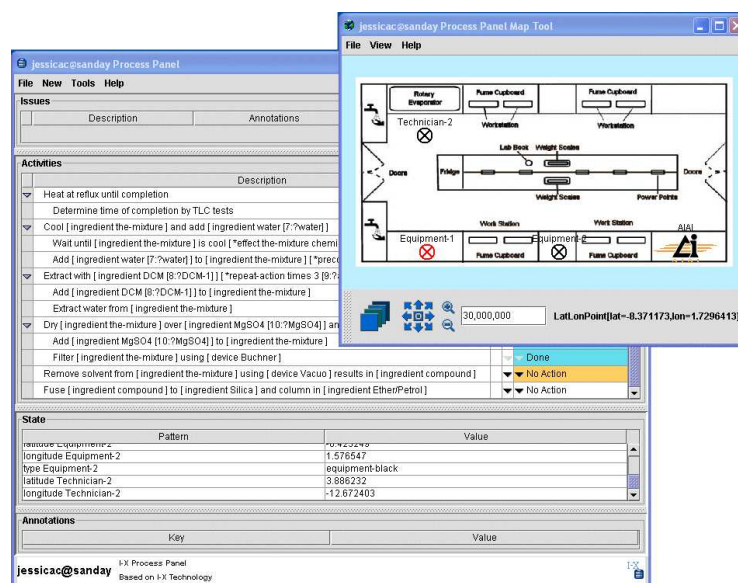 jessicac@sanday Process Panel Map Tool
File View Help
Rotary Evaporator
Fume Cupboard
Fume Cupboard
Technician-2
Workstation
Workstation
Lab Book
Weight Scales
Doors
Fridge
Doors
Weight Scales
Power Points
Work Station
Work Station
Equipment-1
Equipment-2
Fume Cupboard
Fume Cupboard
AIAI
30,000,000
LatLonPoint[lat=-8.371173,lon=1.7296413]
jessicac@sanday Process Panel
File New Tools Help
Issues
Description Annotations
Activities
Description
Heat at reflux until completion
Determine time of completion by TLC tests
Cool [ ingredient the-mixture ] and add [ ingredient water [7:?water] ]
Wait until [ ingredient the-mixture ] is cool [ *effect the-mixture chemi
Add [ ingredient water [7:?water] ] to [ ingredient the-mixture ] [ *preco
Extract with [ ingredient DCM [8:?DCM-1] ] [ *repeat-action times 3 [9:?
Add [ ingredient DCM [8:?DCM-1] ] to [ ingredient the-mixture ]
Extract water from [ ingredient the-mixture ]
Dry [ ingredient the-mixture ] over [ ingredient MgSO4 [10:?MgSO4] ] an
Add [ ingredient MgSO4 [10:?MgSO4] ] to [ ingredient the-mixture ]
Filter [ ingredient the-mixture ] using [ device Buchner ] Done
Remove solvent from [ ingredient the-mixture ] using [ device Vacuo ] results in [ ingredient compound ] No Action
Fuse [ ingredient compound ] to [ ingredient Silica ] and column in [ ingredient Ether/Petrol ] No Action
State
Pattern Value
latitude Equipment-2 -8.423249
longitude Equipment-2 1.576547
type Equipment-2 equipment-black
latitude Technician-2 3.886232
longitude Technician-2 -12.672403
Annotations
Key Value
jessicac@sanday
I-X Process Panel
Based on I-X Technology
I-X